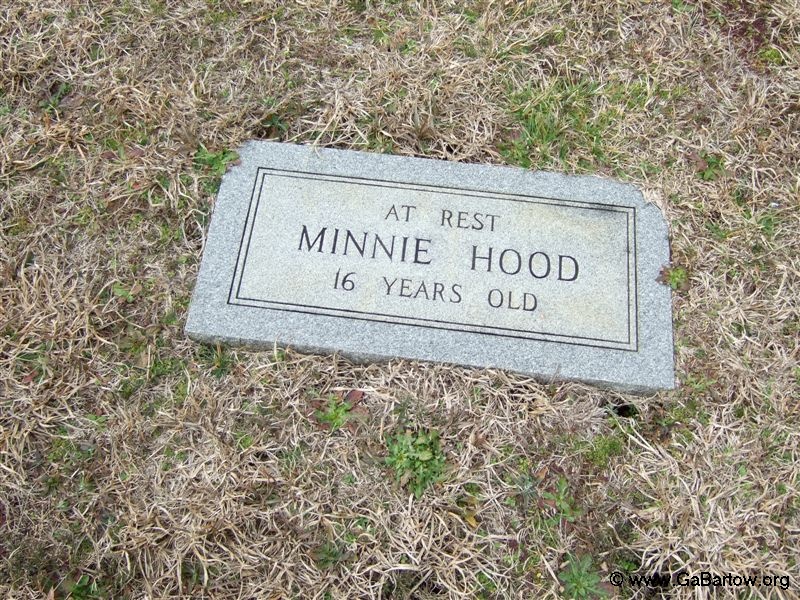 AT REST
MINNIE HOOD
16 YEARS OLD
© www.GaBartow.org